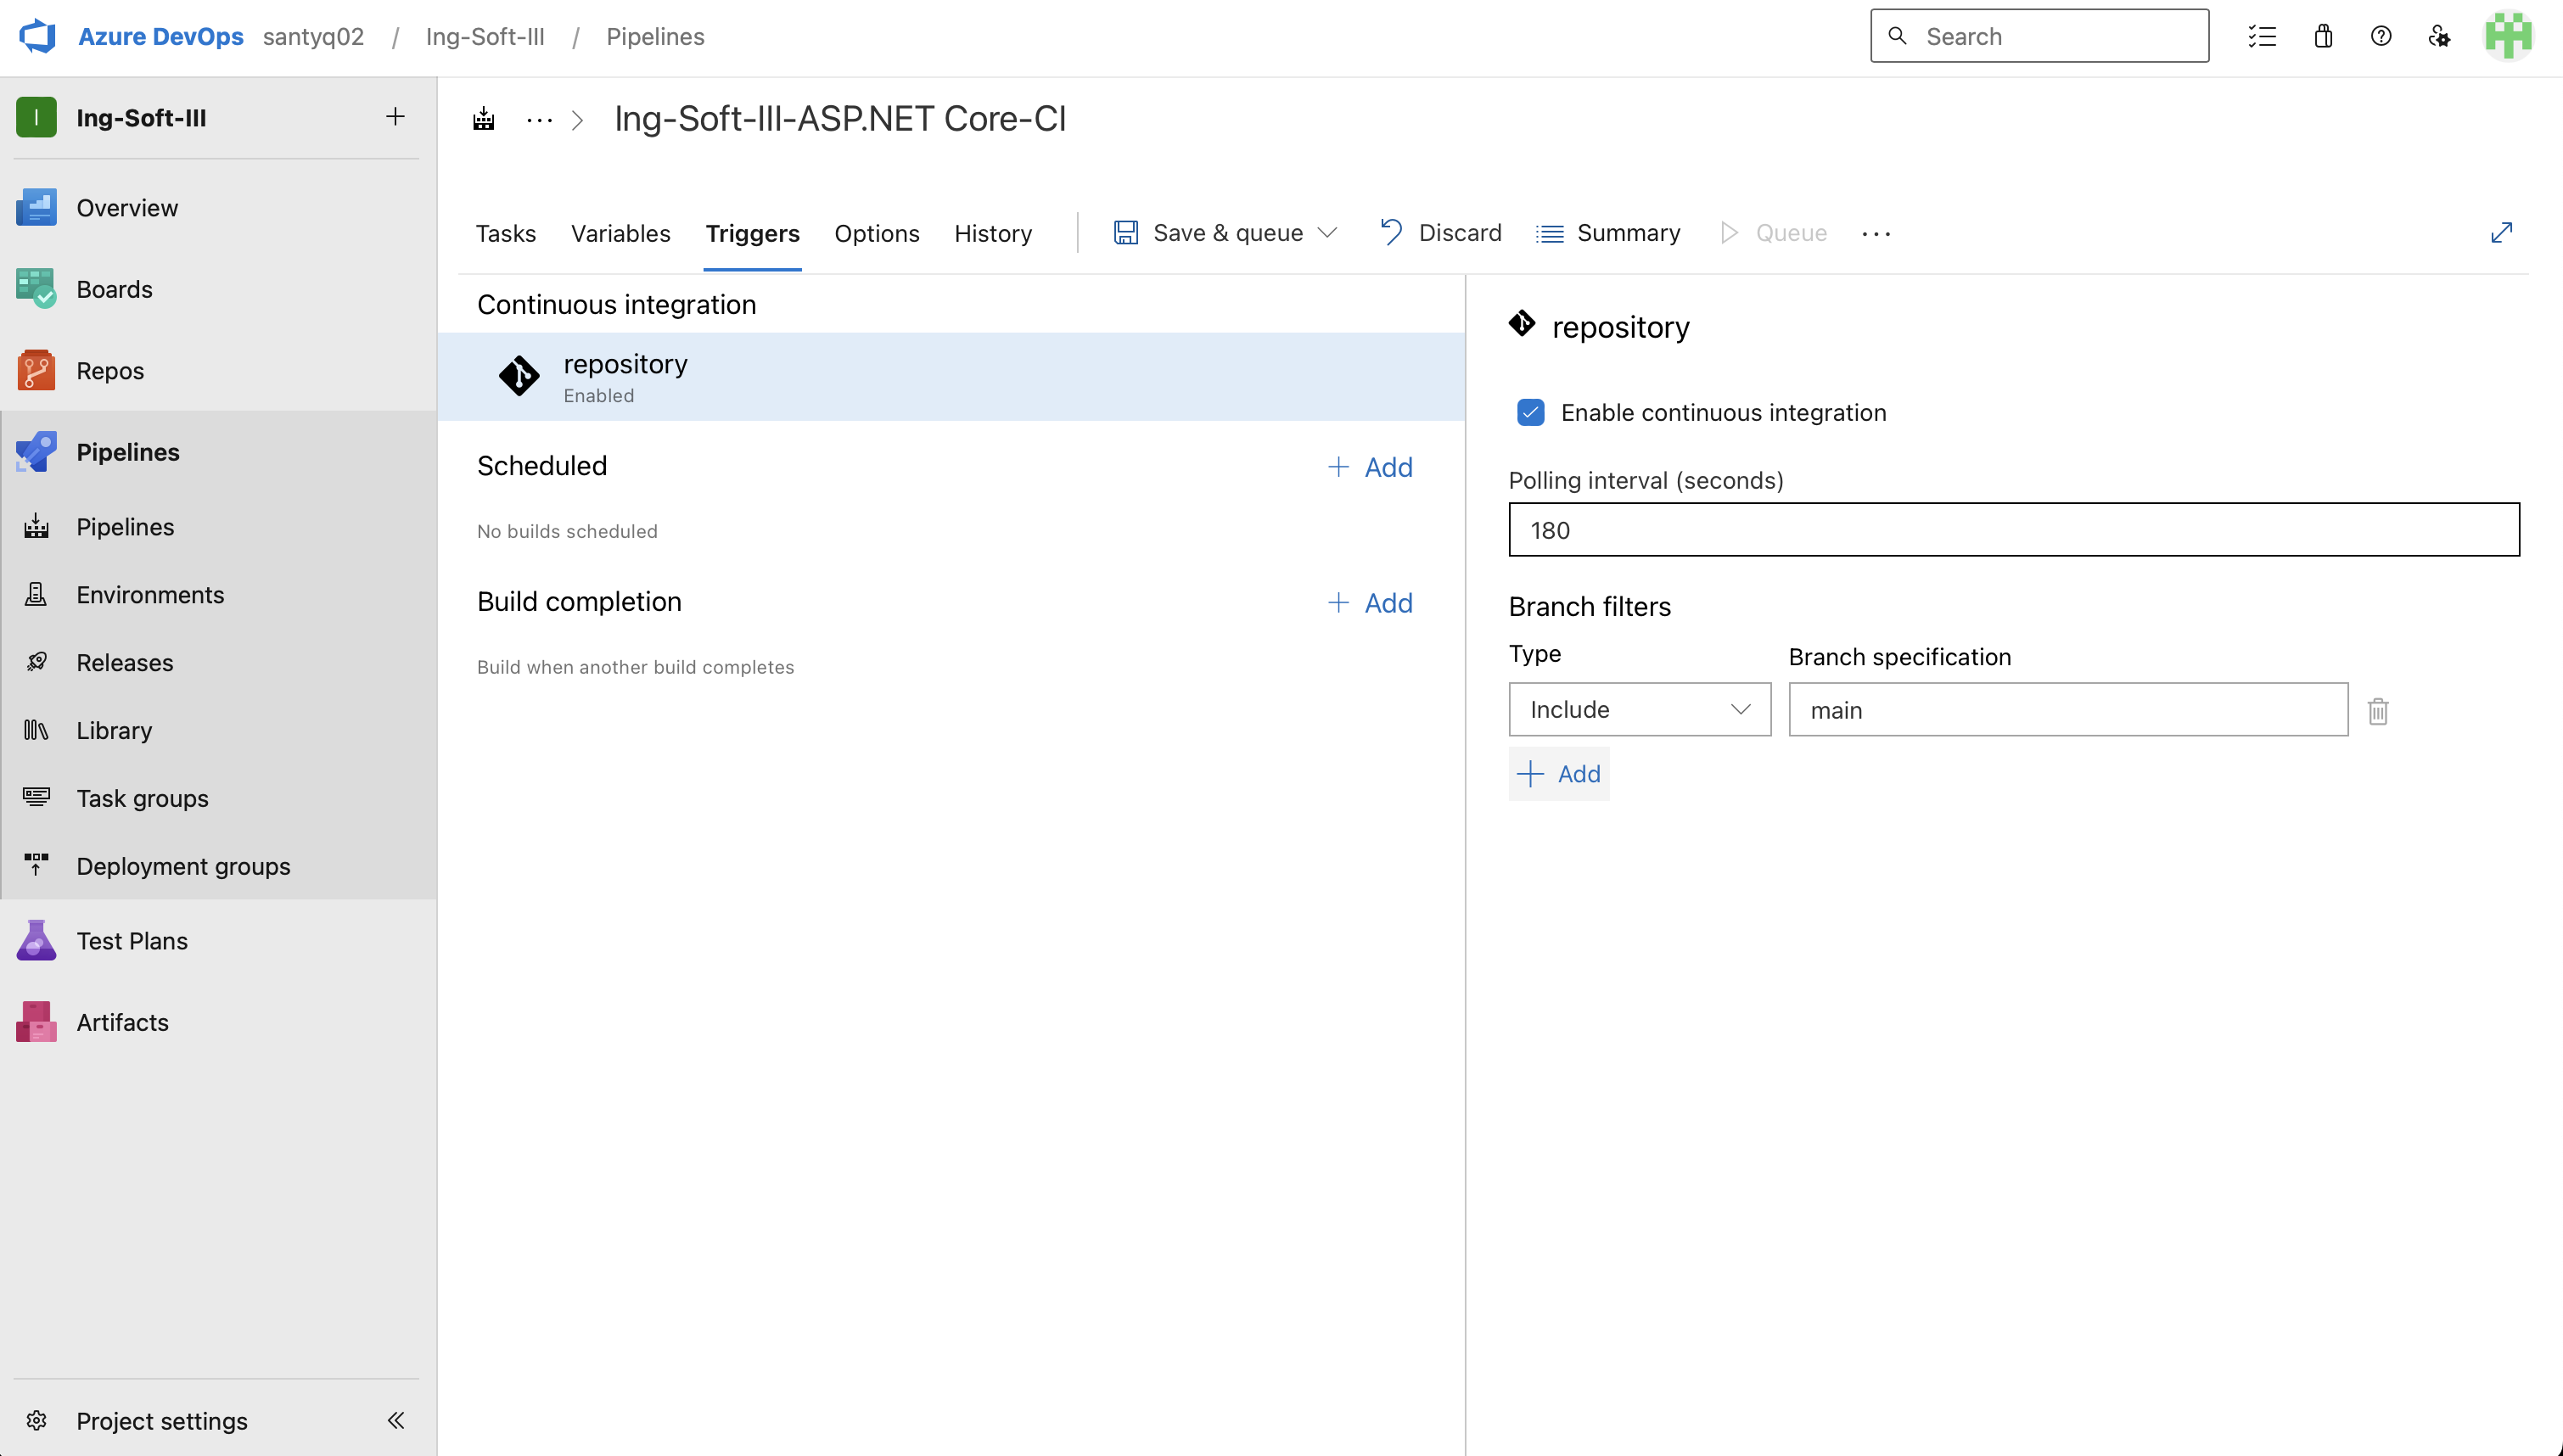 Azure DevOps santyq02 / Ing-Soft-III / Pipelines
Search
I Ing-Soft-III
Overview
Boards
Repos
Pipelines
Pipelines
Environments
Releases
Library
Task groups
Deployment groups
Test Plans
Artifacts
Project settings
Ing-Soft-III-ASP.NET Core-CI
Tasks Variables Triggers Options History Save & queue Discard Summary Queue
Continuous integration
repository
Enabled
Scheduled
Add
No builds scheduled
Build completion
Add
Build when another build completes
repository
Enable continuous integration
Polling interval (seconds)
180
Branch filters
Type Branch specification
Include main
Add